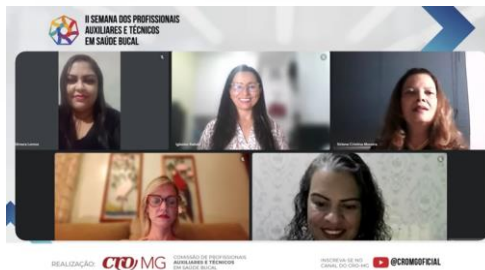 II SEMANA DOS PROFISSIONAIS
AUXILIARES E TÉCNICOS
EM SAÚDE BUCAL
REALIZAÇÃO:
CRO MG
COMISSÃO DE PROFISSIONAIS
AUXILIARES E TÉCNICOS
EM SAÚDE BUCAL
INSCREVA-SE NO
CANAL DO CRO-MG
@CROMGOFICIAL